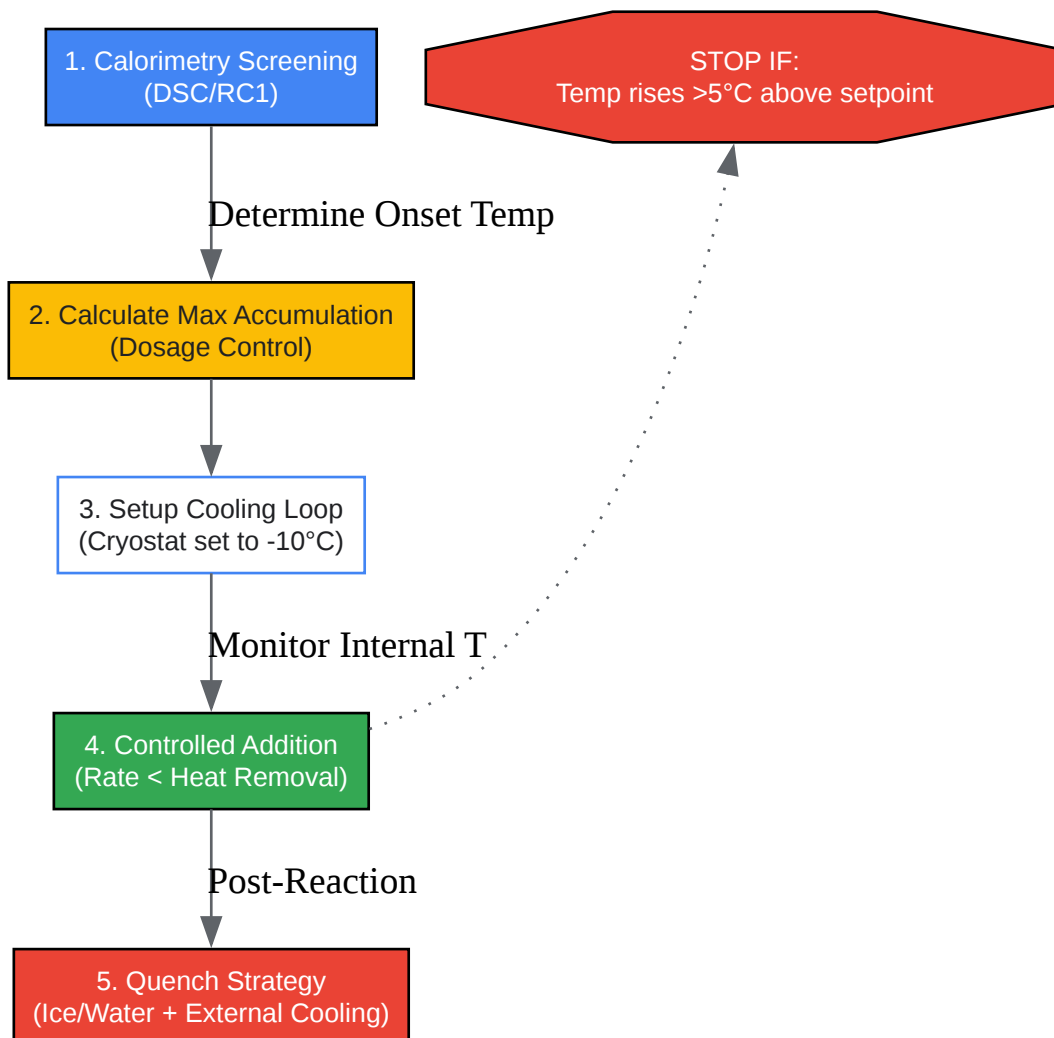 1. Calorimetry Screening
(DSC/RC1)
STOP IF:
Temp rises >5°C above setpoint
Determine Onset Temp
2. Calculate Max Accumulation
(Dosage Control)
3. Setup Cooling Loop
(Cryostat set to -10°C)
Monitor Internal T
4. Controlled Addition
(Rate < Heat Removal)
Post-Reaction
5. Quench Strategy
(Ice/Water + External Cooling)